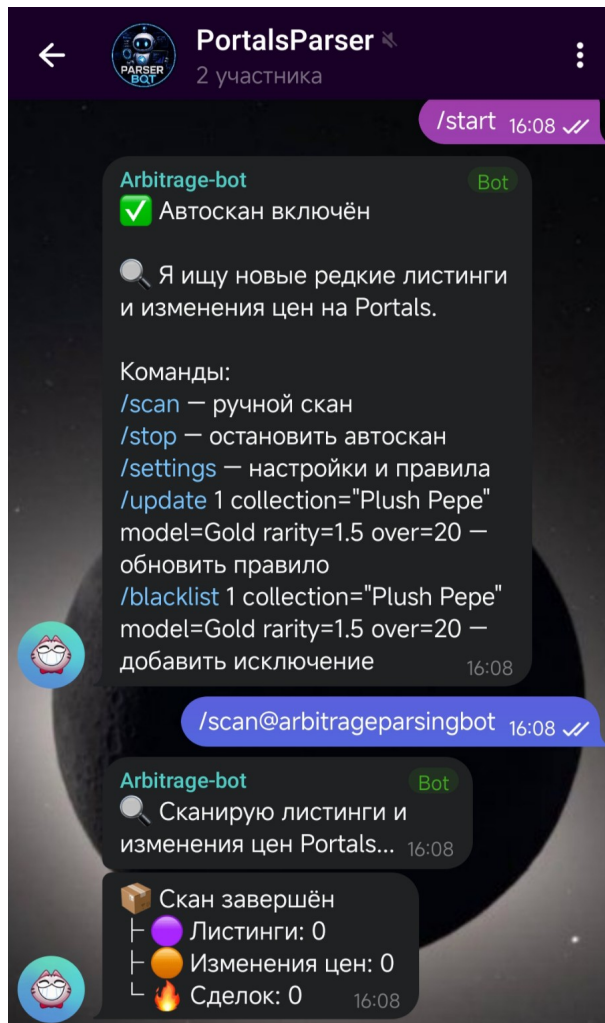 PortalsParser
2 участника
PARSER
BOT
/start 16:08
Arbitrage-bot Bot
✅ Автоскан включён
🔍 Я ищу новые редкие листинги
и изменения цен на Portals.
Команды:
/scan — ручной скан
/stop — остановить автоскан
/settings — настройки и правила
/update 1 collection="Plush Pepe"
model=Gold rarity=1.5 over=20 —
обновить правило
/blacklist 1 collection="Plush Pepe"
model=Gold rarity=1.5 over=20 —
добавить исключение 16:08
/scan@arbitrageparsingbot 16:08
Arbitrage-bot Bot
🔍 Сканирую листинги и
изменения цен Portals... 16:08
📦 Скан завершён
├ 🟣 Листинги: 0
├ 🟠 Изменения цен: 0
└ 🔥 Сделок: 0 16:08